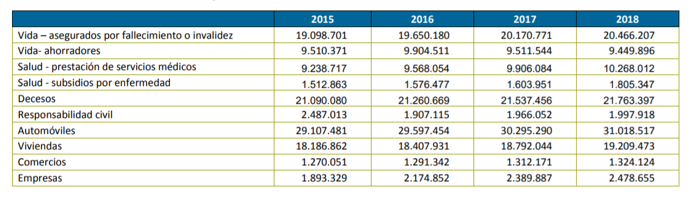 2015 2016 2017 2018
Vida – asegurados por fallecimiento o invalidez 19.098.701 19.650.180 20.170.771 20.466.207
Vida- ahorradores 9.510.371 9.904.511 9.511.544 9.449.896
Salud - prestación de servicios médicos 9.238.717 9.568.054 9.906.084 10.268.012
Salud - subsidios por enfermedad 1.512.863 1.576.477 1.603.951 1.805.347
Decesos 21.090.080 21.260.669 21.537.456 21.763.397
Responsabilidad civil 2.487.013 1.907.115 1.966.052 1.997.918
Automóviles 29.107.481 29.597.454 30.295.290 31.018.517
Viviendas 18.186.862 18.407.931 18.792.044 19.209.473
Comercios 1.270.051 1.291.342 1.312.171 1.324.124
Empresas 1.893.329 2.174.852 2.389.887 2.478.655